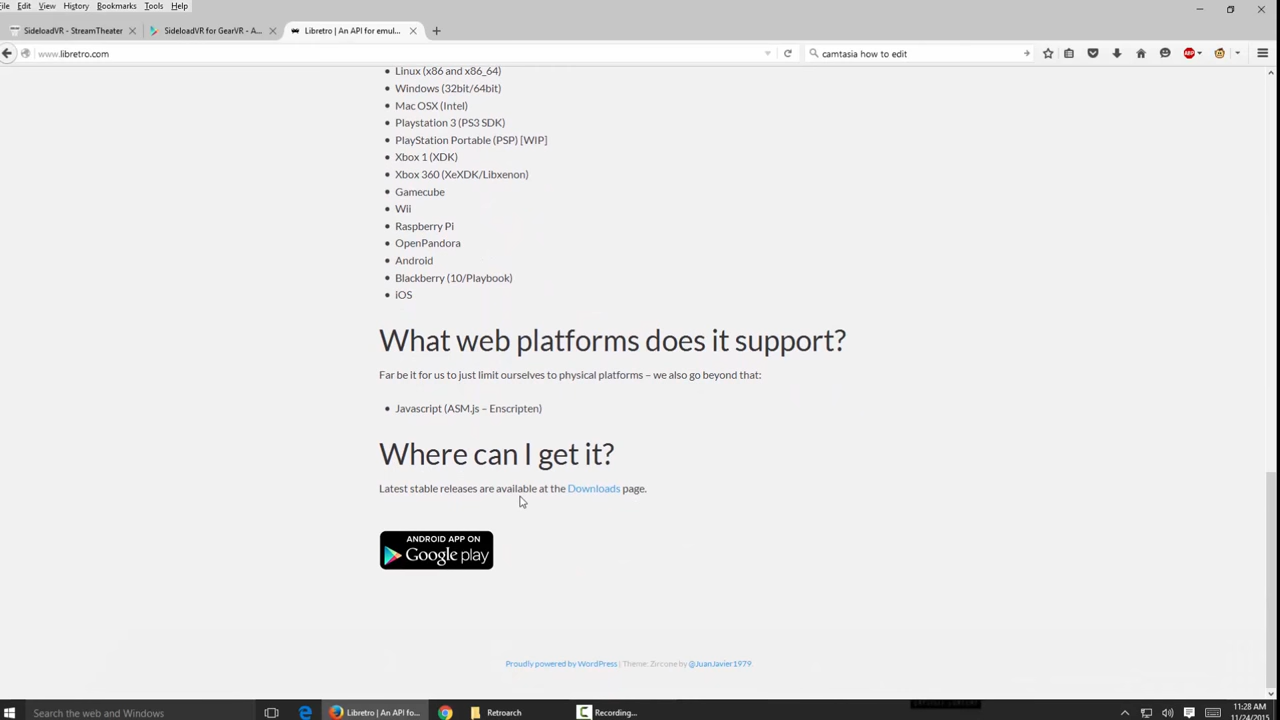 File Edit View History Bookmarks Tools Help
SideloadVR - StreamTheater
SideloadVR for GearVR - A...
Libretro | An API for emul...
www.libretro.com
camtasia how to edit
Linux (x86 and x86_64)
Windows (32bit/64bit)
Mac OSX (Intel)
Playstation 3 (PS3 SDK)
PlayStation Portable (PSP) [WIP]
Xbox 1 (XDK)
Xbox 360 (XeXDK/Libxenon)
Gamecube
Wii
Raspberry Pi
OpenPandora
Android
Blackberry (10/Playbook)
iOS
What web platforms does it support?
Far be it for us to just limit ourselves to physical platforms – we also go beyond that:
Javascript (ASM.js – Enscripten)
Where can I get it?
Latest stable releases are available at the Downloads page.
ANDROID APP ON
Google play
Proudly powered by WordPress | Theme: Zircone by @JuanJavier1979
Search the web and Windows
Libretro | An API fo...
Retroarch
Recording...
11:28 AM